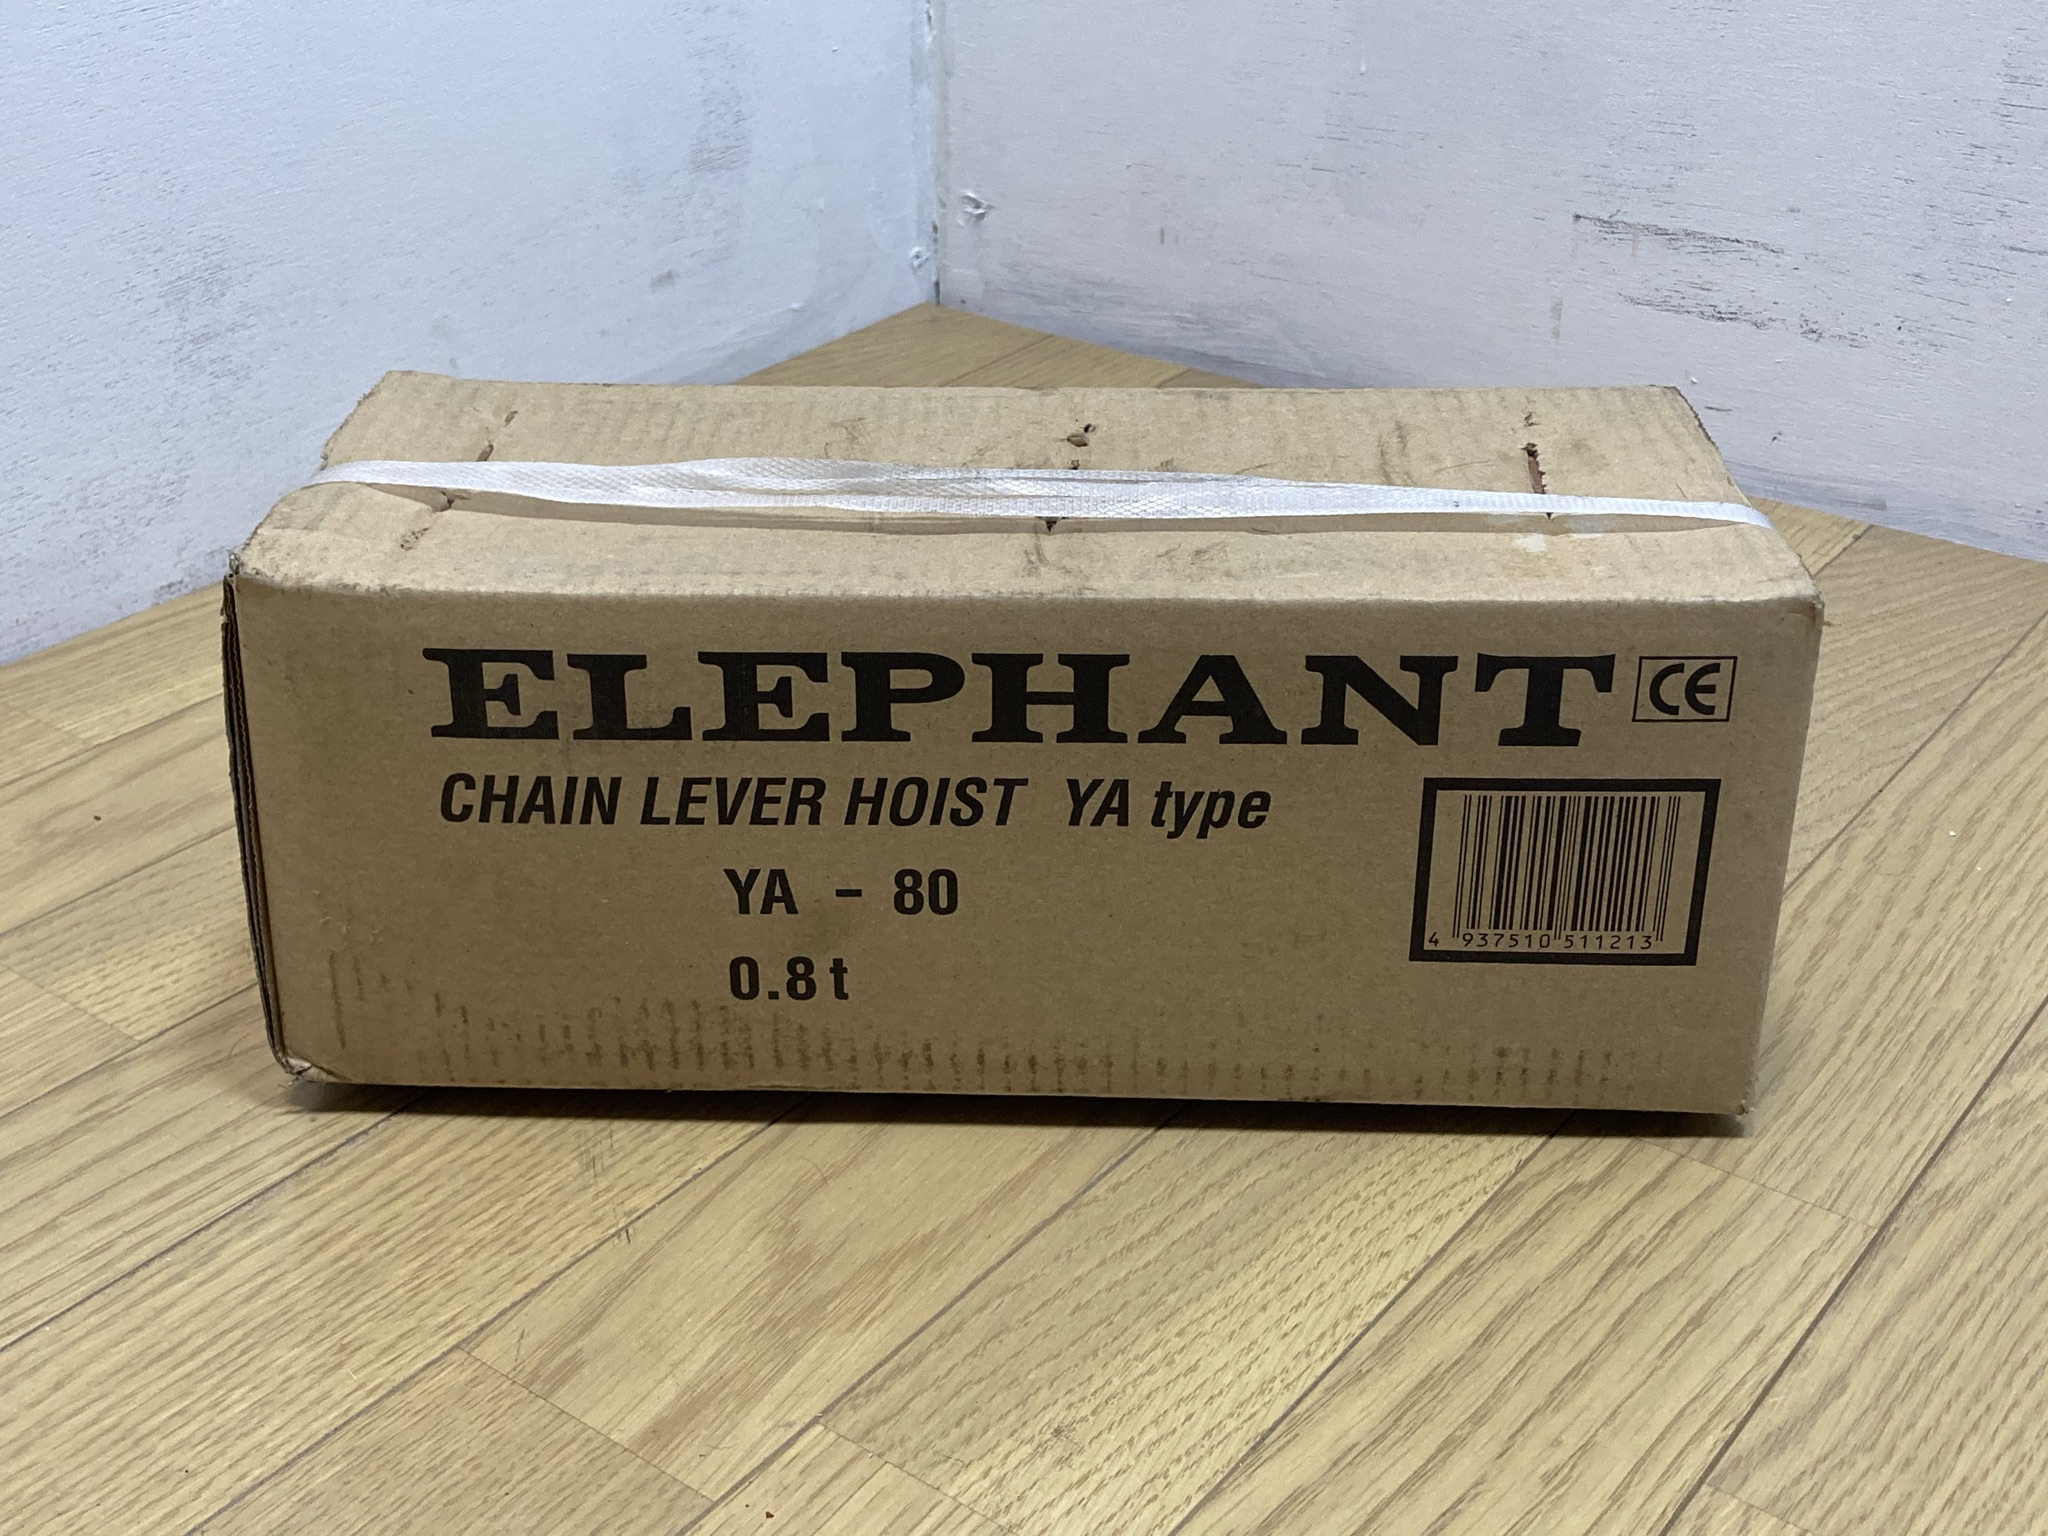 ELEPHANT CE
CHAIN LEVER HOIST YA type
YA - 80
0.8t
4 937510 511213